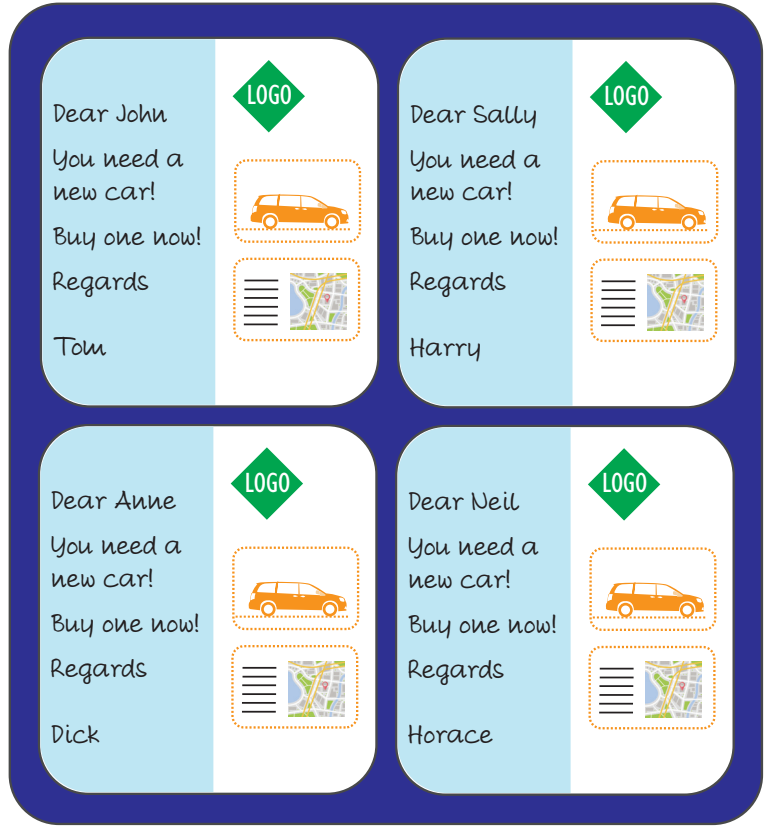 LOGO
Dear John
You need a
new car!
Buy one now!
Regards
Tom
LOGO
Dear Sally
You need a
new car!
Buy one now!
Regards
Harry
LOGO
Dear Anne
You need a
new car!
Buy one now!
Regards
Dick
LOGO
Dear Neil
You need a
new car!
Buy one now!
Regards
Horace